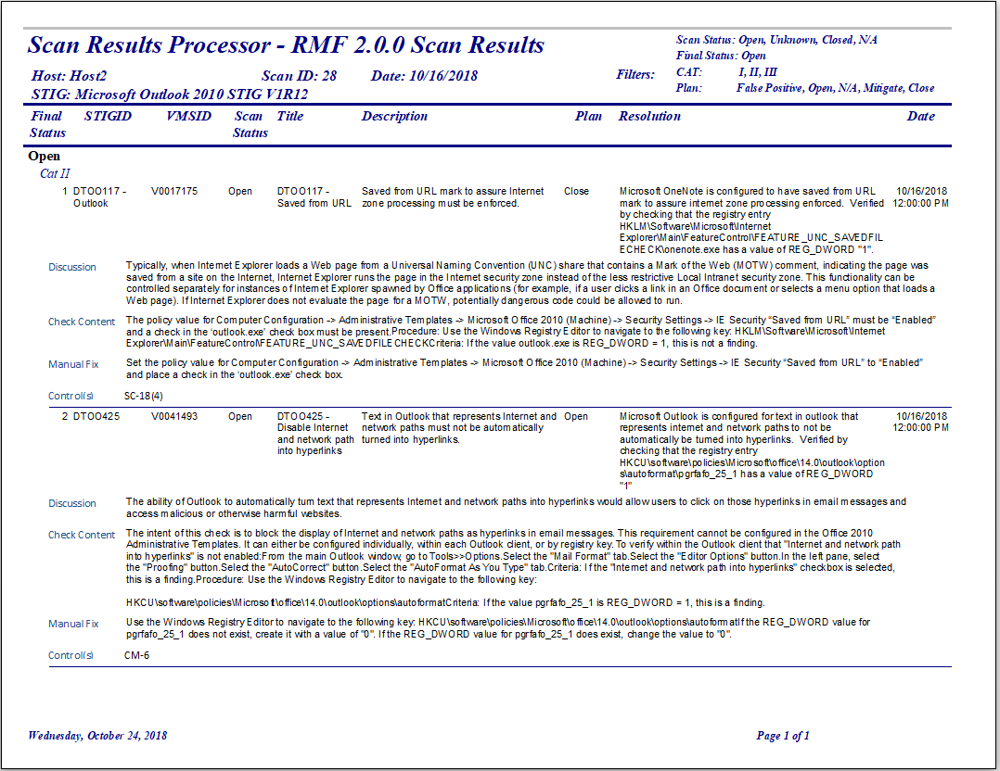 Scan Results Processor - RMF 2.0.0 Scan Results
Scan Status: Open, Unknown, Closed, N/A
Final Status: Open
Host: Host2 Scan ID: 28 Date: 10/16/2018 Filters: CAT: I, II, III
STIG: Microsoft Outlook 2010 STIG V1R12 Plan: False Positive, Open, N/A, Mitigate, Close
Final Status STIGID VMSID Scan Status Title Description Plan Resolution Date
Open
Cat II
1 DTOO117 - Outlook V0017175 Open DTOO117 - Saved from URL Saved from URL mark to assure Internet zone processing must be enforced. Close Microsoft OneNote is configured to have saved from URL mark to assure internet zone processing enforced. Verified by checking that the registry entry HKLM\Software\Microsoft\Internet Explorer\Main\FeatureControl\FEATURE_UNC_SAVEDFILECHECK\onenote.exe has a value of REG_DWORD "1". 10/16/2018 12:00:00 PM
Discussion Typically, when Internet Explorer loads a Web page from a Universal Naming Convention (UNC) share that contains a Mark of the Web (MOTW) comment, indicating the page was
saved from a site on the Internet, Internet Explorer runs the page in the Internet security zone instead of the less restrictive Local Intranet security zone. This functionality can be
controlled separately for instances of Internet Explorer spawned by Office applications (for example, if a user clicks a link in an Office document or selects a menu option that loads a
Web page). If Internet Explorer does not evaluate the page for a MOTW, potentially dangerous code could be allowed to run.
Check Content The policy value for Computer Configuration -> Administrative Templates -> Microsoft Office 2010 (Machine) -> Security Settings -> IE Security “Saved from URL” must be “Enabled”
and a check in the ‘outlook.exe’ check box must be present.Procedure: Use the Windows Registry Editor to navigate to the following key: HKLM\Software\Microsoft\Internet
Explorer\Main\FeatureControl\FEATURE_UNC_SAVEDFILECHECKCriteria: If the value outlook.exe is REG_DWORD = 1, this is not a finding.
Manual Fix Set the policy value for Computer Configuration -> Administrative Templates -> Microsoft Office 2010 (Machine) -> Security Settings -> IE Security “Saved from URL” to “Enabled”
and place a check in the ‘outlook.exe’ check box.
Control(s) SC-18(4)
2 DTOO425 V0041493 Open DTOO425 - Disable Internet and network path into hyperlinks Text in Outlook that represents Internet and network paths must not be automatically turned into hyperlinks. Open Microsoft Outlook is configured for text in outlook that represents internet and network paths to not be automatically be turned into hyperlinks. Verified by checking that the registry entry HKCU\software\policies\Microsoft\office\14.0\outlook\options\autoformat\pgrfafo_25_1 has a value of REG_DWORD "1" 10/16/2018 12:00:00 PM
Discussion The ability of Outlook to automatically turn text that represents Internet and network paths into hyperlinks would allow users to click on those hyperlinks in email messages and
access malicious or otherwise harmful websites.
Check Content The intent of this check is to block the display of Internet and network paths as hyperlinks in email messages. This requirement cannot be configured in the Office 2010
Administrative Templates. It can either be configured individually, within each Outlook client, or by registry key. To verify within the Outlook client that "Internet and network path
into hyperlinks" is not enabled:From the main Outlook window, go to Tools>>Options.Select the "Mail Format" tab.Select the "Editor Options" button.In the left pane, select
the "Proofing" button.Select the "AutoCorrect" button.Select the "AutoFormat As You Type" tab.Criteria: If the "Internet and network path into hyperlinks" checkbox is selected,
this is a finding.Procedure: Use the Windows Registry Editor to navigate to the following key:
HKCU\software\policies\Microsoft\office\14.0\outlook\options\autoformatCriteria: If the value pgrfafo_25_1 is REG_DWORD = 1, this is a finding.
Manual Fix Use the Windows Registry Editor to navigate to the following key: HKCU\software\policies\Microsoft\office\14.0\outlook\options\autoformatIf the REG_DWORD value for
pgrfafo_25_1 does not exist, create it with a value of "0". If the REG_DWORD value for pgrfafo_25_1 does exist, change the value to "0".
Control(s) CM-6
Wednesday, October 24, 2018 Page 1 of 1